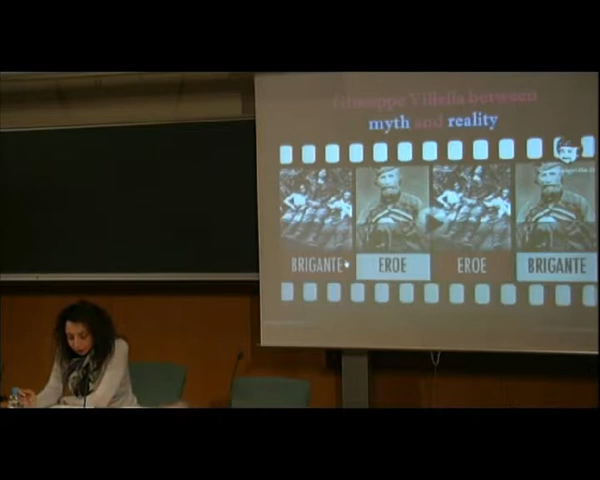 Giuseppe Villella between
myth and reality
BRIGANTE EROE EROE BRIGANTE